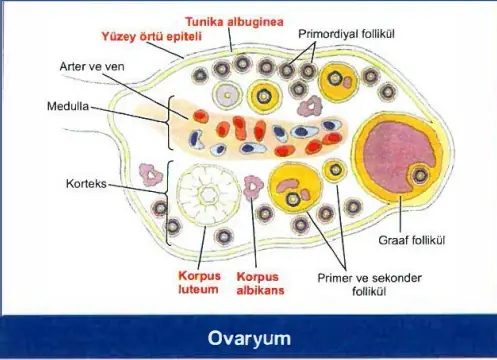 Tunika albuginea
Yüzey örtü epiteli
Primordiyal follikül
Arter ve ven
Medulla
Korteks
Graaf follikül
Korpus
luteum
Korpus
albikans
Primer ve sekonder
follikül
Ovaryum